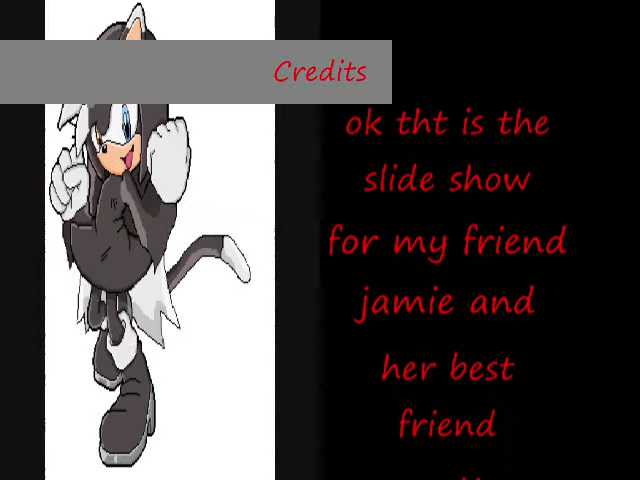 Credits
ok tht is the
slide show
for my friend
jamie and
her best
friend